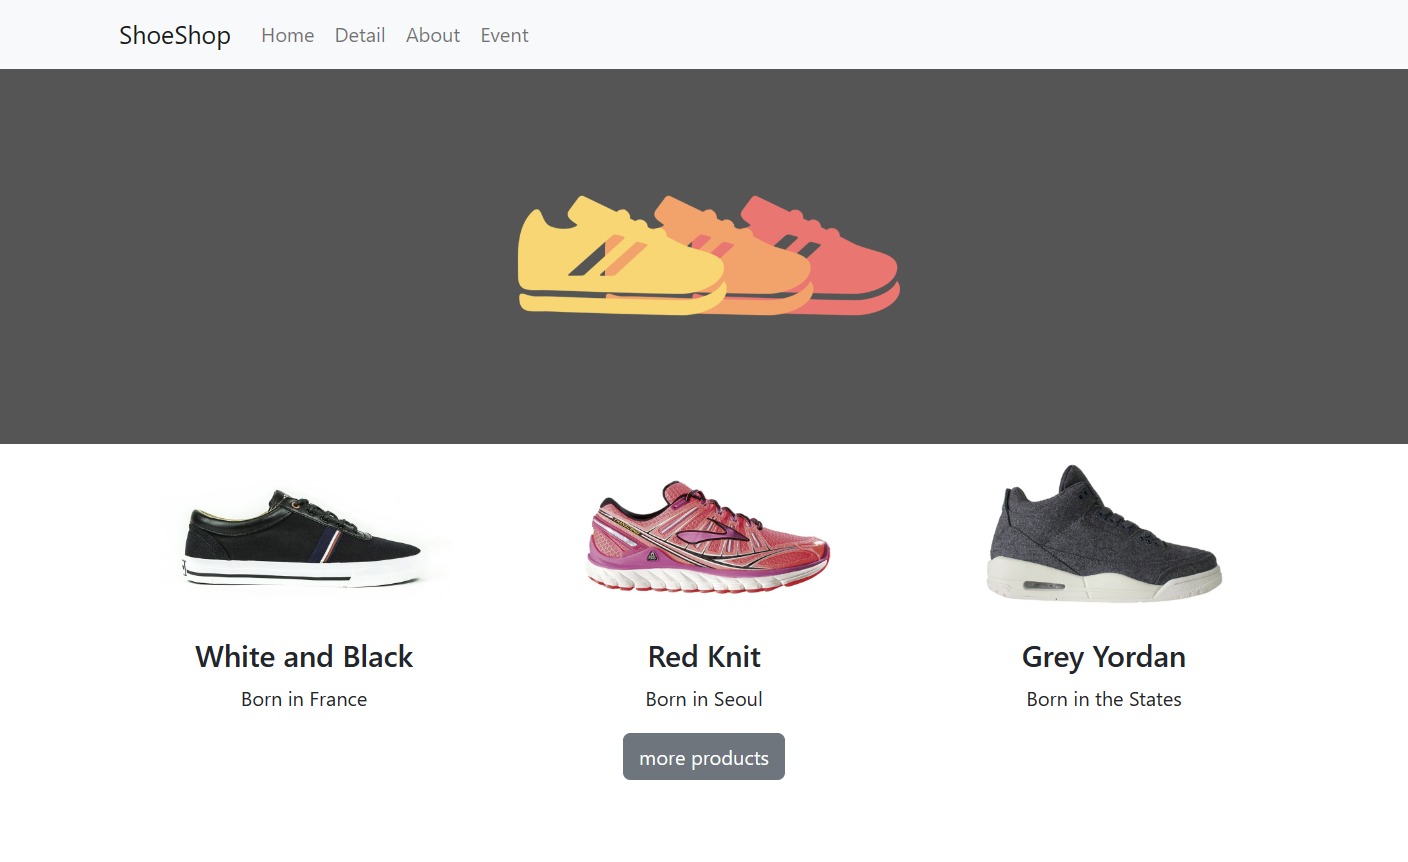 ShoeShop Home Detail About Event
White and Black
Born in France
Red Knit
Born in Seoul
Grey Yordan
Born in the States
more products